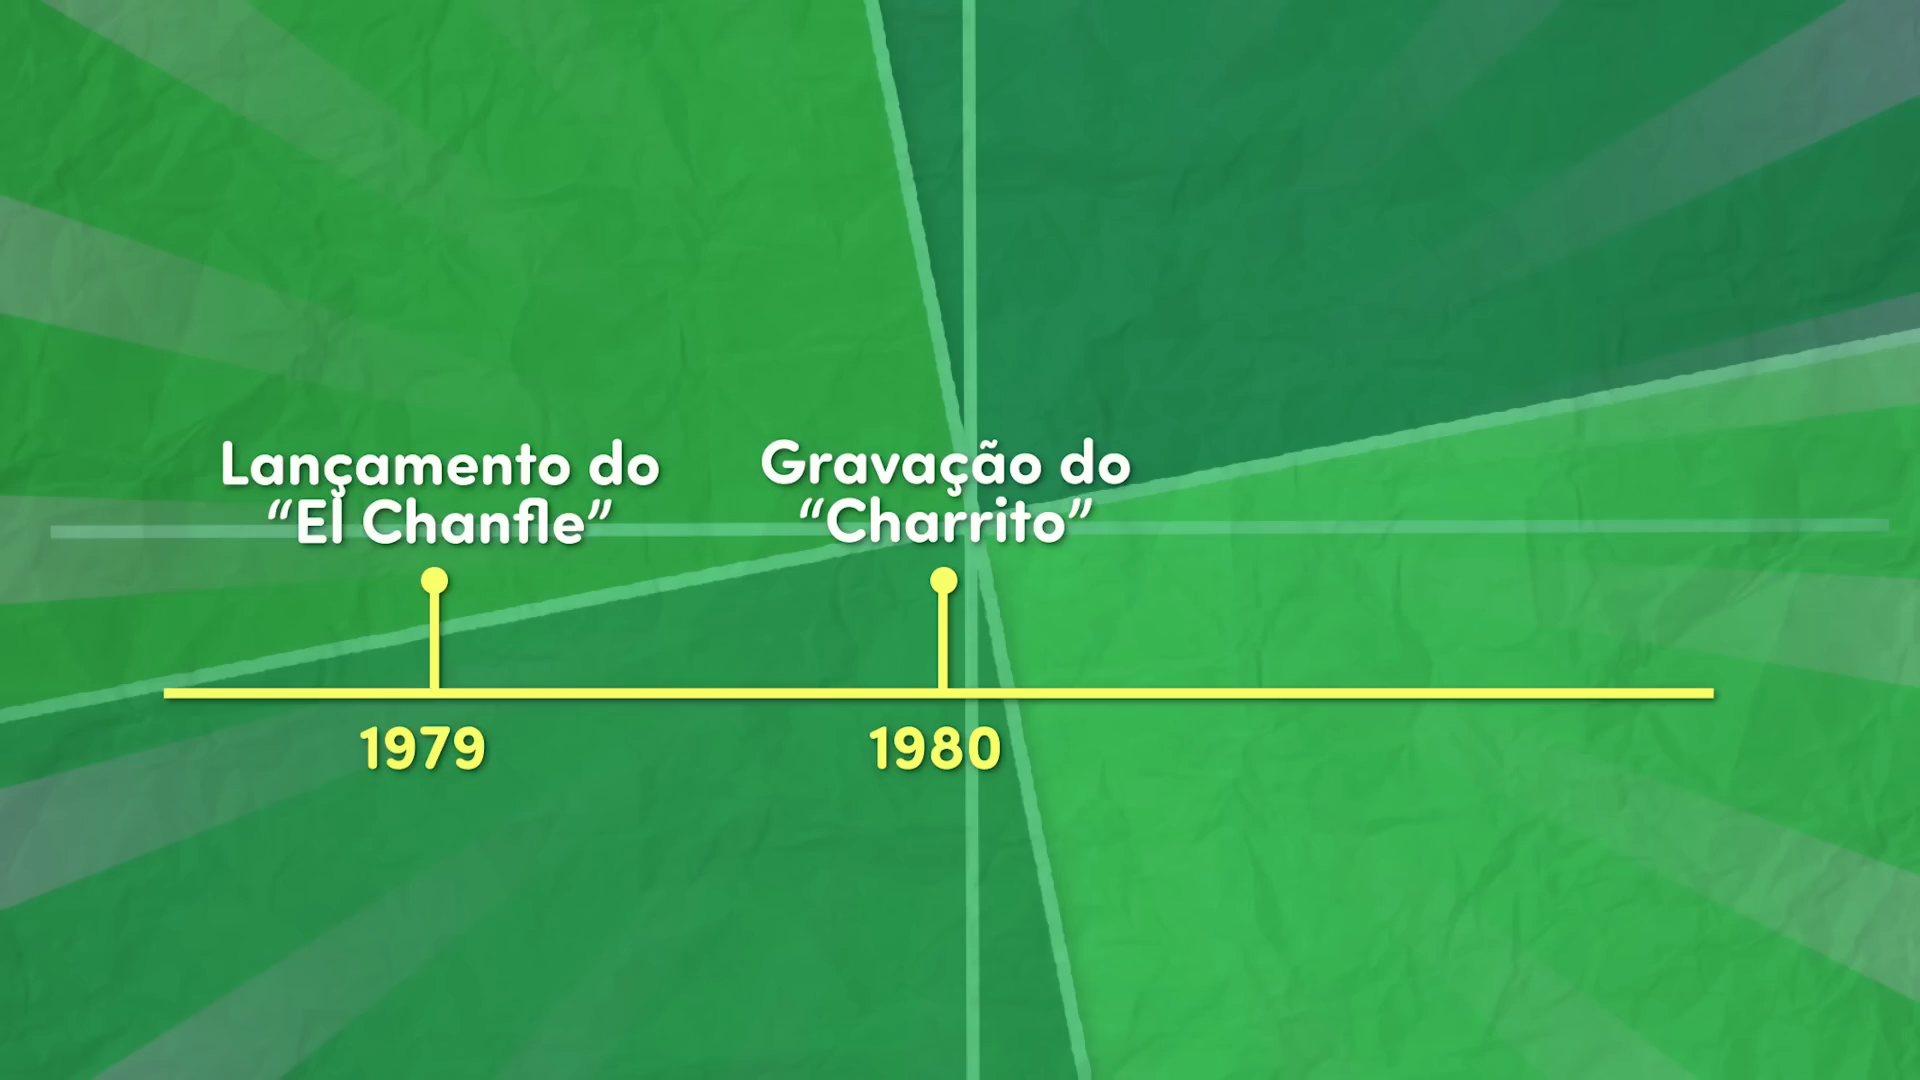 Lançamento do
“El Chanfle”
Gravação do
“Charrito”
1979
1980